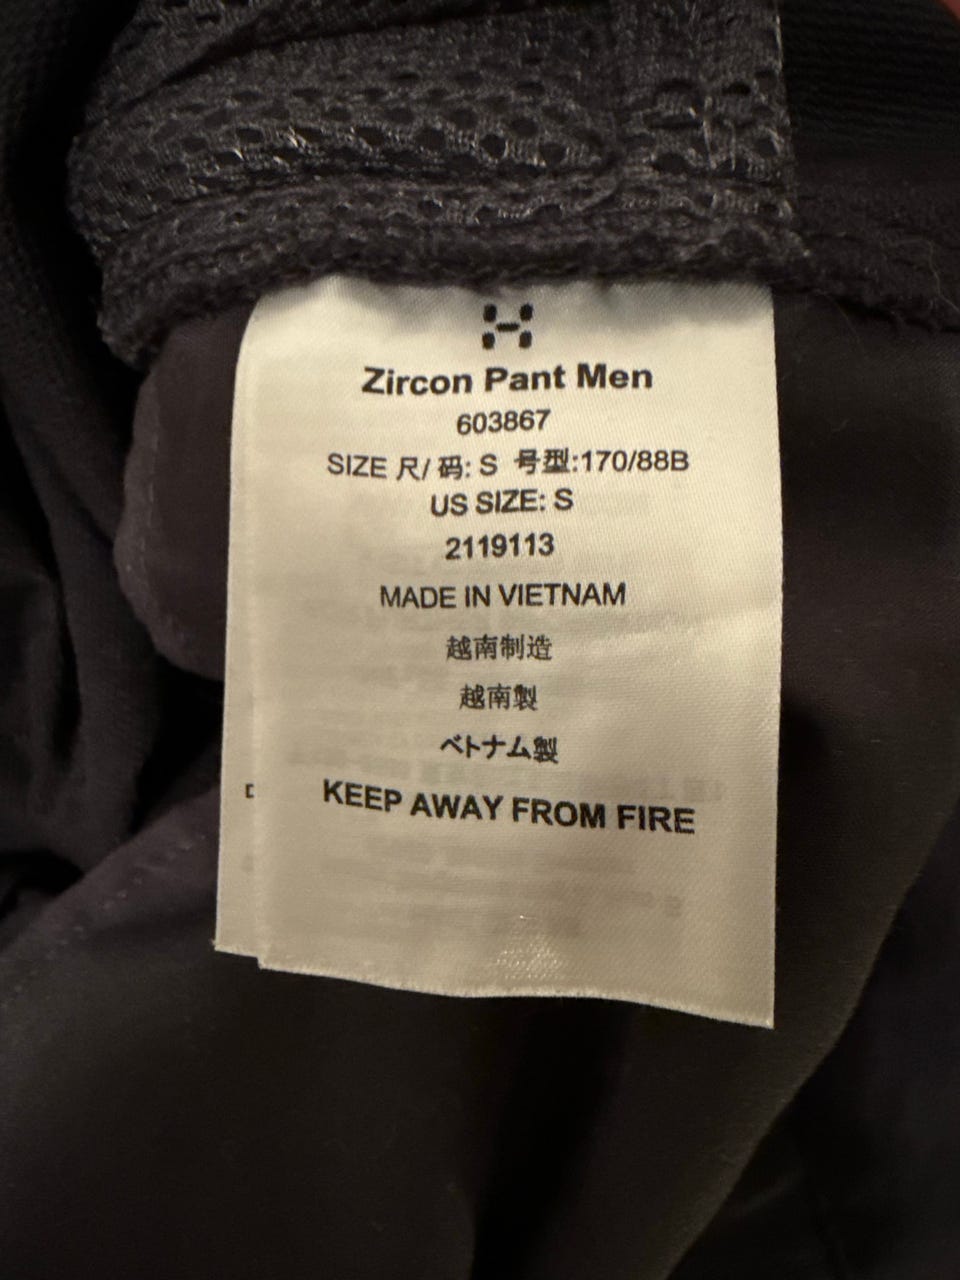 Zircon Pant Men
603867
SIZE 尺/ 码: S 号型:170/88B
US SIZE: S
2119113
MADE IN VIETNAM
越南制造
越南製
ベトナム製
KEEP AWAY FROM FIRE